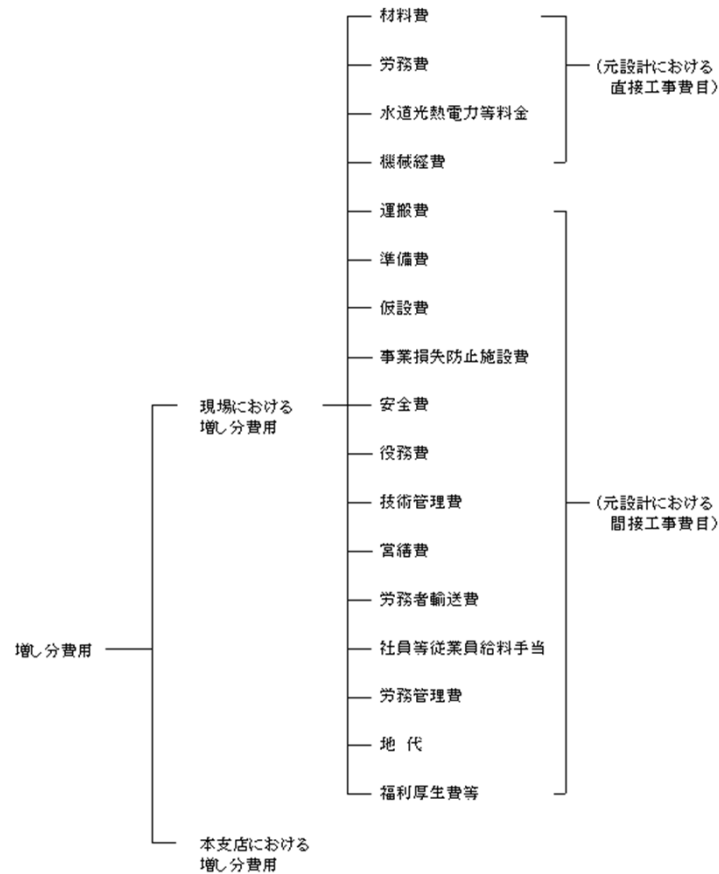 材料費
労務費
(元設計における
直接工事費目)
水道光熱電力等料金
機械経費
運搬費
準備費
仮設費
事業損失防止施設費
現場における
増し分費用
安全費
役務費
技術管理費
(元設計における
間接工事費目)
営繕費
労務者輸送費
増し分費用
社員等従業員給料手当
労務管理費
地 代
福利厚生費等
本支店における
増し分費用